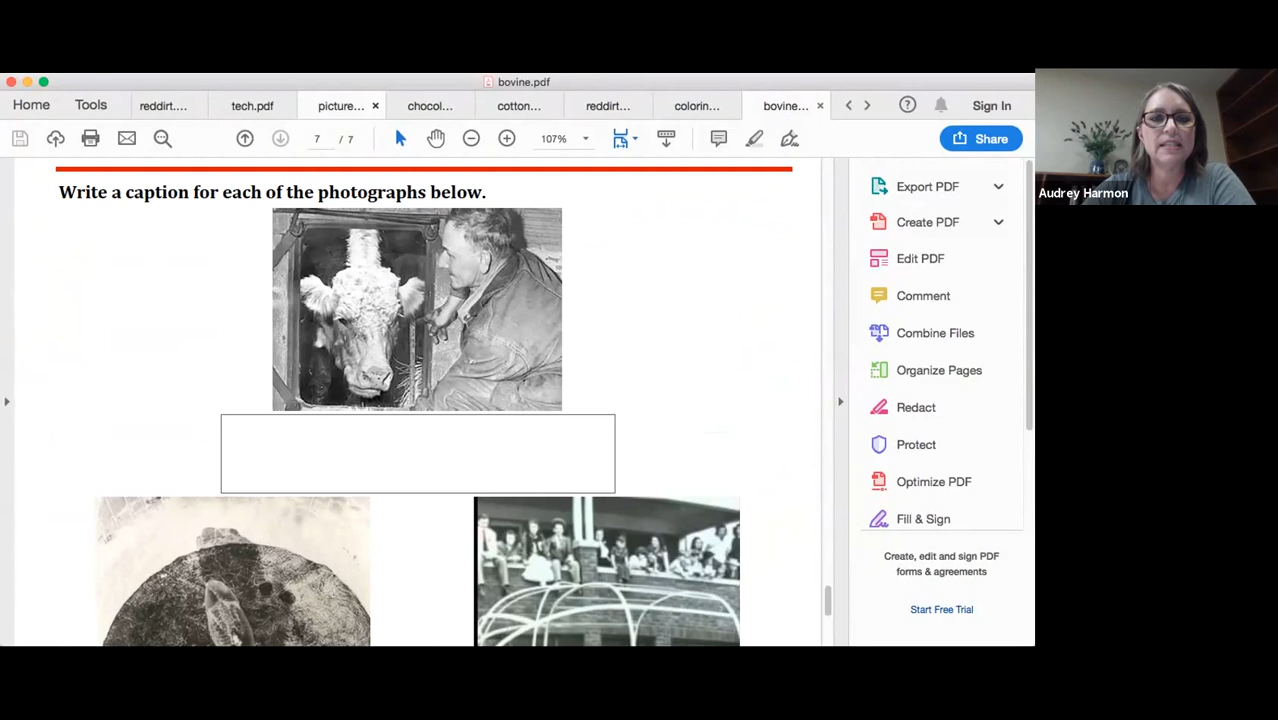 bovine.pdf
Home Tools reddirt.... tech.pdf picture... × chocol... cotton... reddirt... colorin... bovine... × Sign In
7 / 7 107% Share
Write a caption for each of the photographs below.
Export PDF
Create PDF
Edit PDF
Comment
Combine Files
Organize Pages
Redact
Protect
Optimize PDF
Fill & Sign
Create, edit and sign PDF
forms & agreements
Start Free Trial
Audrey Harmon